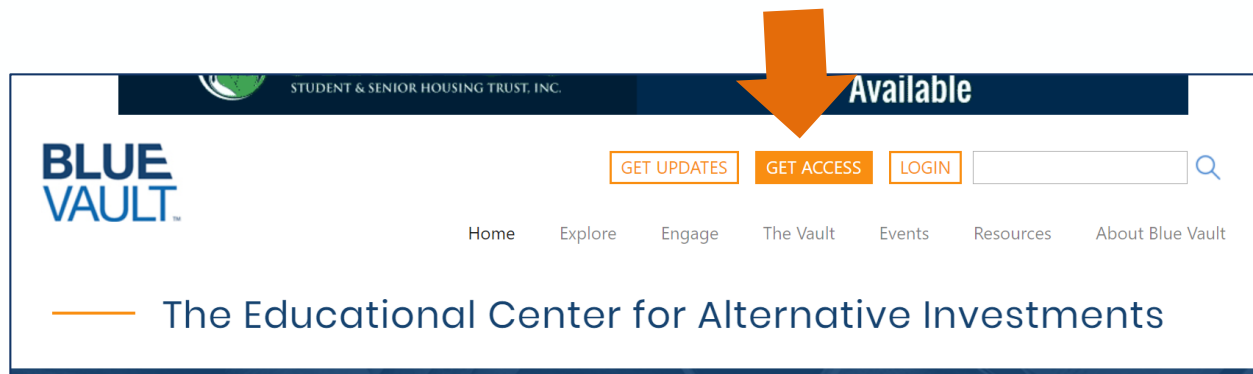 STUDENT & SENIOR HOUSING TRUST, INC.
Available
BLUE
VAULT™
GET UPDATES
GET ACCESS
LOGIN
Home Explore Engage The Vault Events Resources About Blue Vault
The Educational Center for Alternative Investments